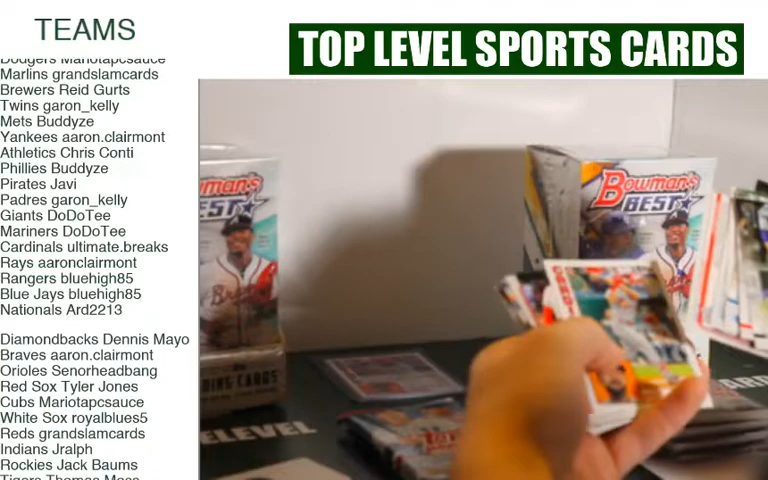 TEAMS
TOP LEVEL SPORTS CARDS
Dodgers Mariotapcsauce
Marlins grandslamcards
Brewers Reid Gurts
Twins garon_kelly
Mets Buddyze
Yankees aaron.clairmont
Athletics Chris Conti
Phillies Buddyze
Pirates Javi
Padres garon_kelly
Giants DoDoTee
Mariners DoDoTee
Cardinals ultimate.breaks
Rays aaronclairmont
Rangers bluehigh85
Blue Jays bluehigh85
Nationals Ard2213
Diamondbacks Dennis Mayo
Braves aaron.clairmont
Orioles Senorheadbang
Red Sox Tyler Jones
Cubs Mariotapcsauce
White Sox royalblues5
Reds grandslamcards
Indians Jralph
Rockies Jack Baums
Bowman's
BEST
BEST
CARDS